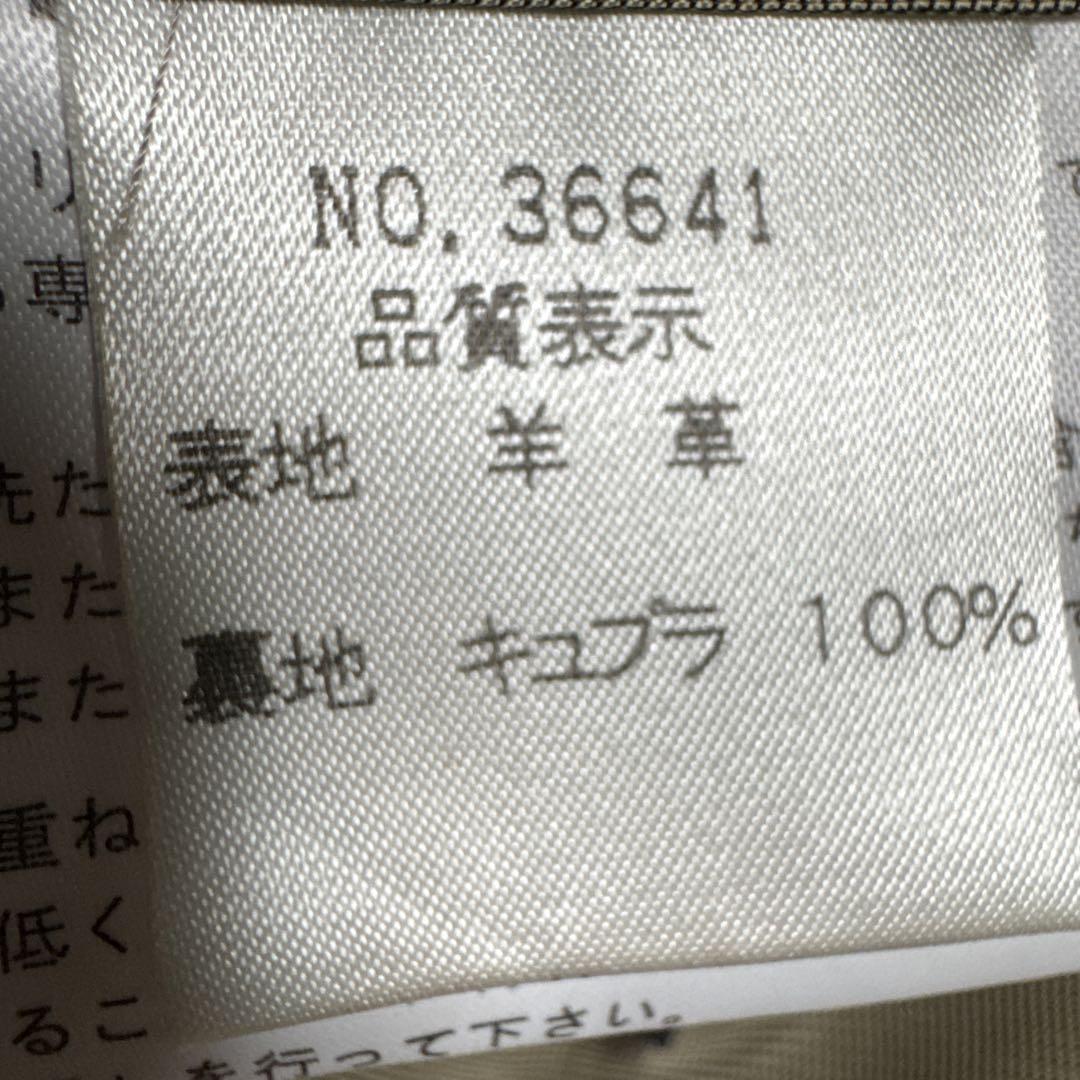 NO. 36641
品質表示
表地 羊 革
裏地 キュプラ 100%
リ
専
先た
また
また
重ね
低く
るこ
を行って下さい。